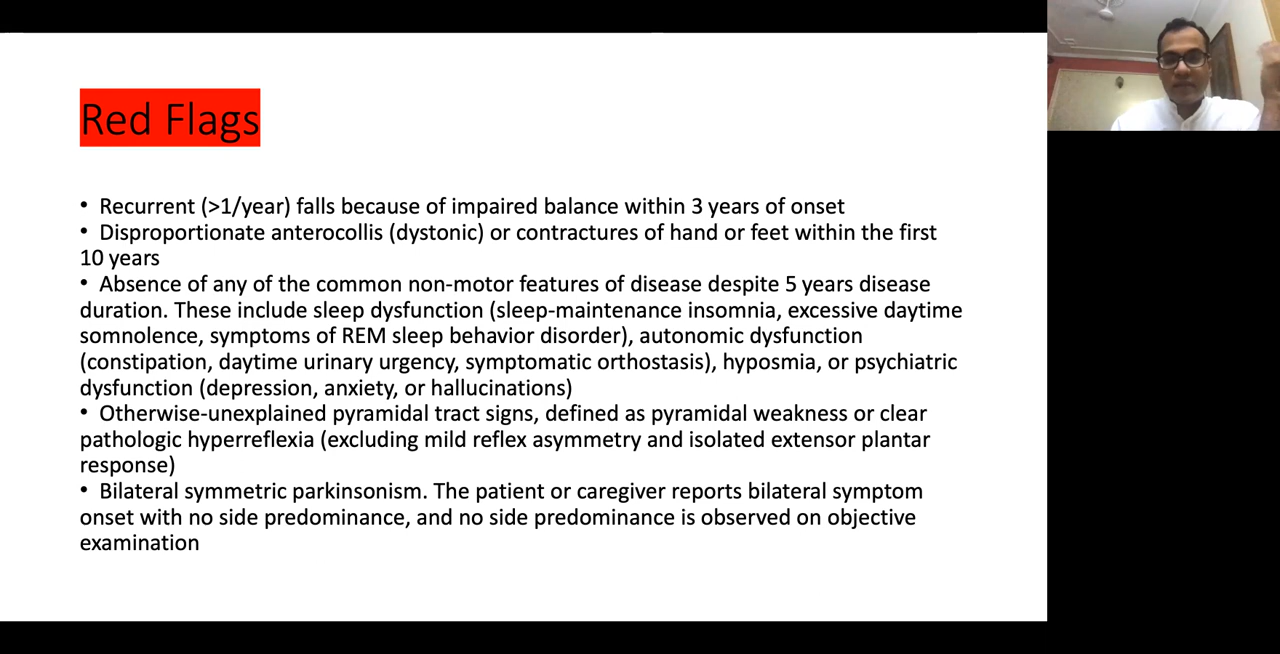 Red Flags
• Recurrent (>1/year) falls because of impaired balance within 3 years of onset
• Disproportionate anterocollis (dystonic) or contractures of hand or feet within the first
10 years
• Absence of any of the common non-motor features of disease despite 5 years disease
duration. These include sleep dysfunction (sleep-maintenance insomnia, excessive daytime
somnolence, symptoms of REM sleep behavior disorder), autonomic dysfunction
(constipation, daytime urinary urgency, symptomatic orthostasis), hyposmia, or psychiatric
dysfunction (depression, anxiety, or hallucinations)
• Otherwise-unexplained pyramidal tract signs, defined as pyramidal weakness or clear
pathologic hyperreflexia (excluding mild reflex asymmetry and isolated extensor plantar
response)
• Bilateral symmetric parkinsonism. The patient or caregiver reports bilateral symptom
onset with no side predominance, and no side predominance is observed on objective
examination